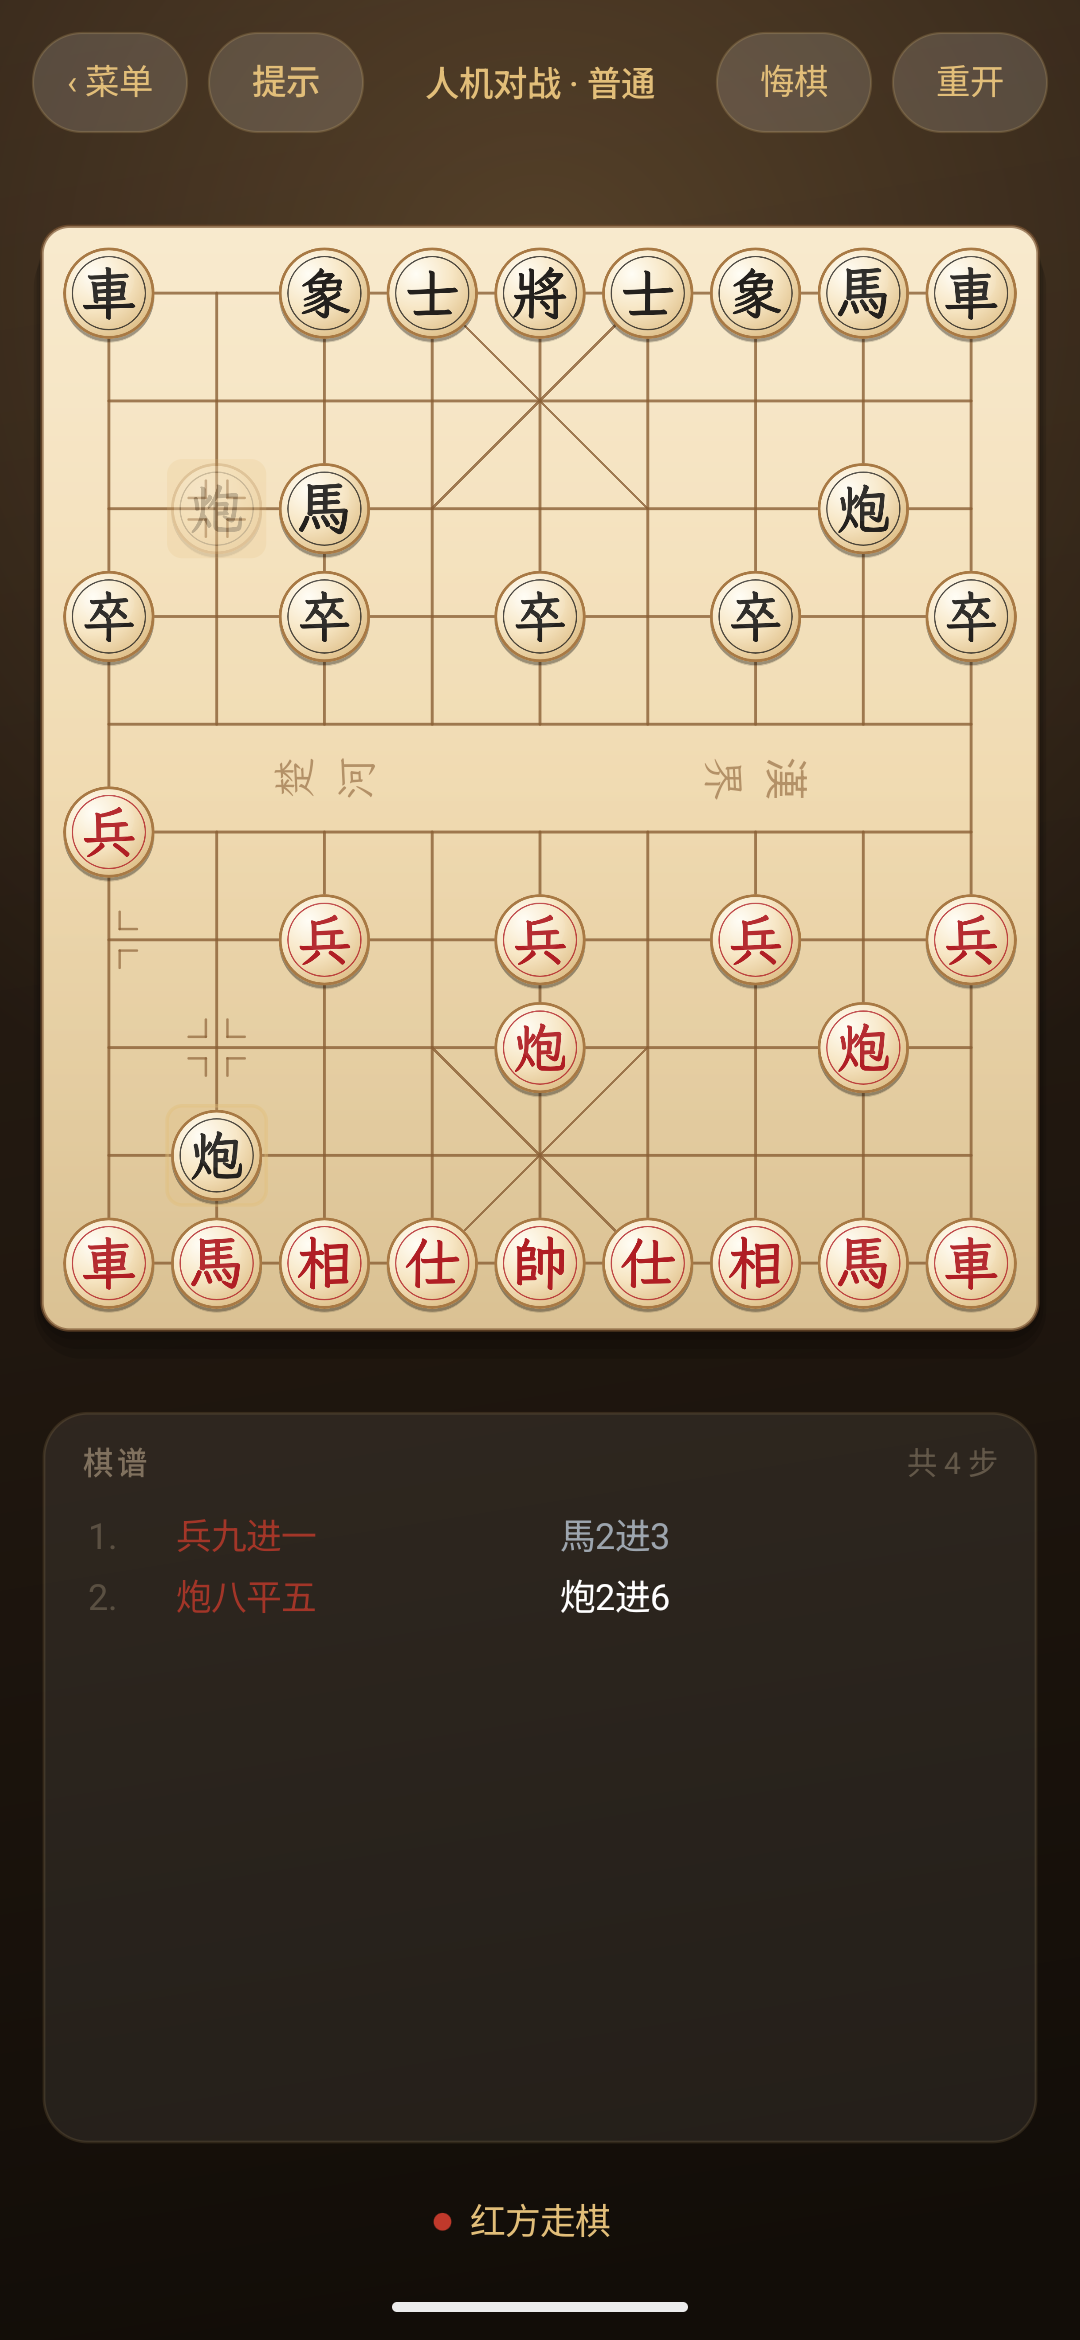 ‹ 菜单 提示 人机对战 · 普通 悔棋 重开
車 象 士 將 士 象 馬 車
炮 馬 炮
卒 卒 卒 卒 卒
楚 河 界 漢
兵
兵 兵 兵 兵
炮 炮
炮
車 馬 相 仕 帥 仕 相 馬 車
棋谱 共 4 步
1. 兵九进一 馬2进3
2. 炮八平五 炮2进6
红方走棋